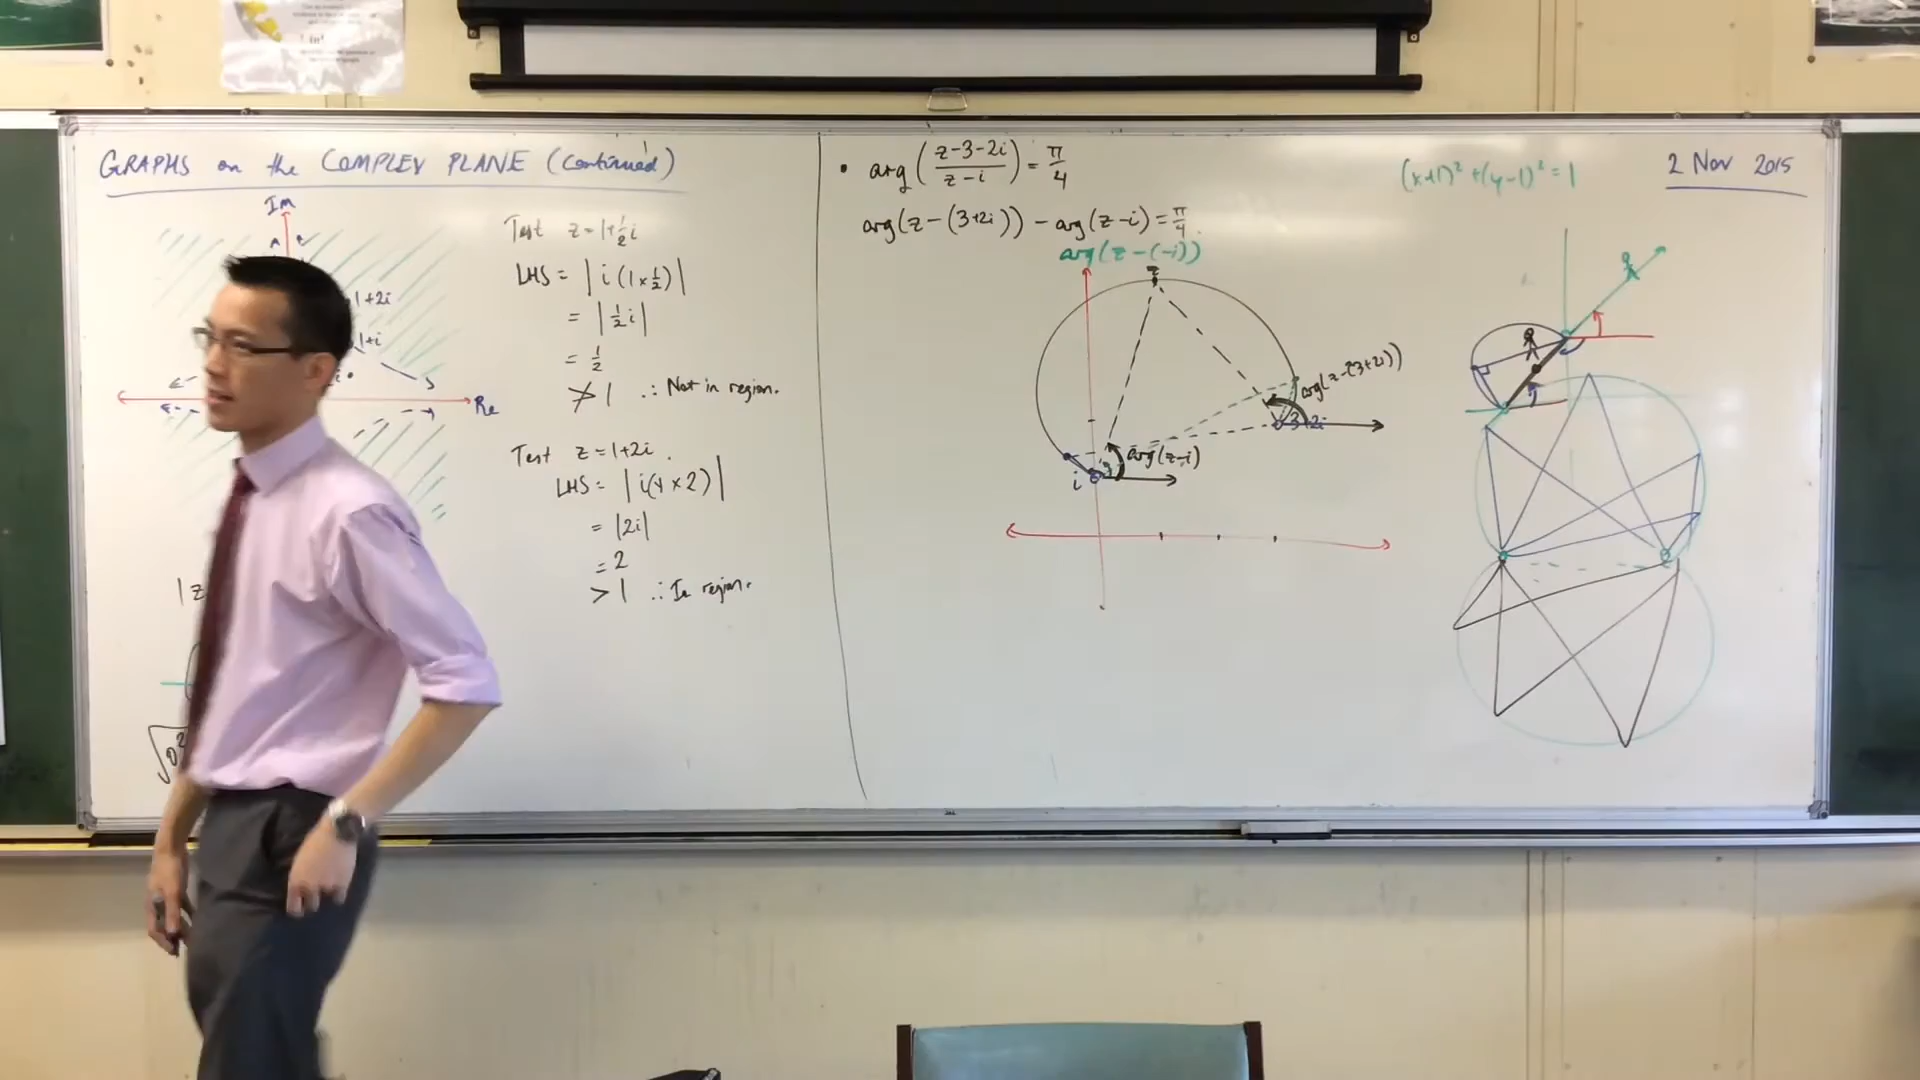 GRAPHS on the COMPLEX PLANE (Continued)
Im
1+2i
1+i
Re
|z
Test z=1+½i
LHS = | i (1×½) |
= | ½i |
= ½
≯ 1 ∴ Not in region.
Test z=1+2i.
LHS = | i(1×2) |
= |2i|
= 2
> 1 ∴ In region.
• arg((z-3-2i)/(z-i)) = π/4
arg(z-(3+2i)) - arg(z-i) = π/4.
arg(z-(-i))
z
arg(z-(3+2i))
3+2i
arg(z-i)
i
(x+1)²+(y-1)²=1
2 Nov 2015